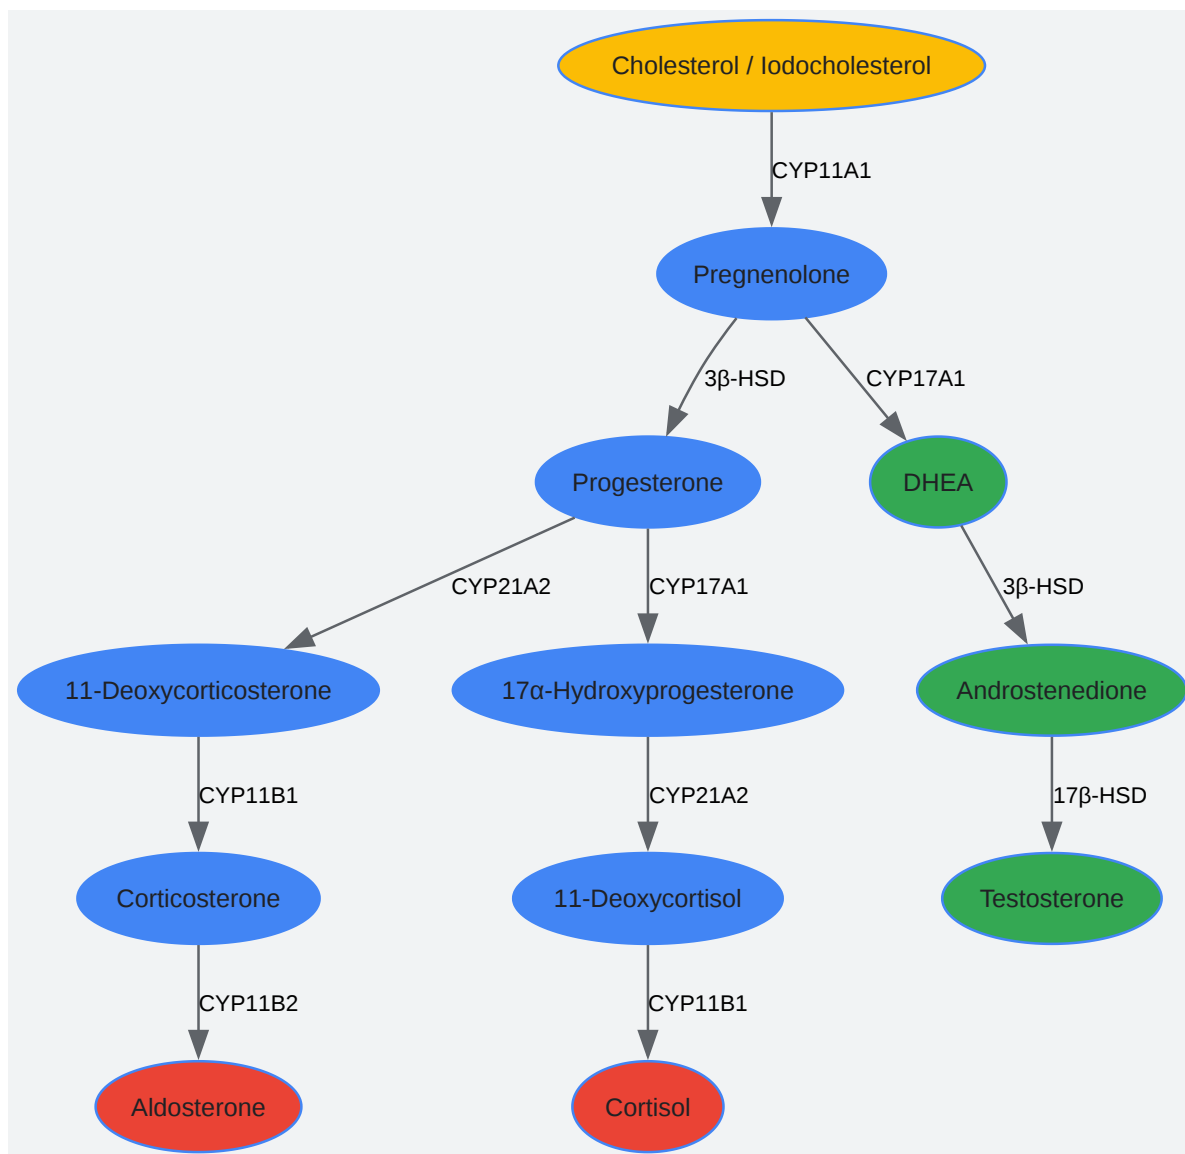 Cholesterol / Iodocholesterol
CYP11A1
Pregnenolone
3β-HSD
CYP17A1
Progesterone
DHEA
CYP21A2
CYP17A1
3β-HSD
11-Deoxycorticosterone
17α-Hydroxyprogesterone
Androstenedione
CYP11B1
CYP21A2
17β-HSD
Corticosterone
11-Deoxycortisol
Testosterone
CYP11B2
CYP11B1
Aldosterone
Cortisol